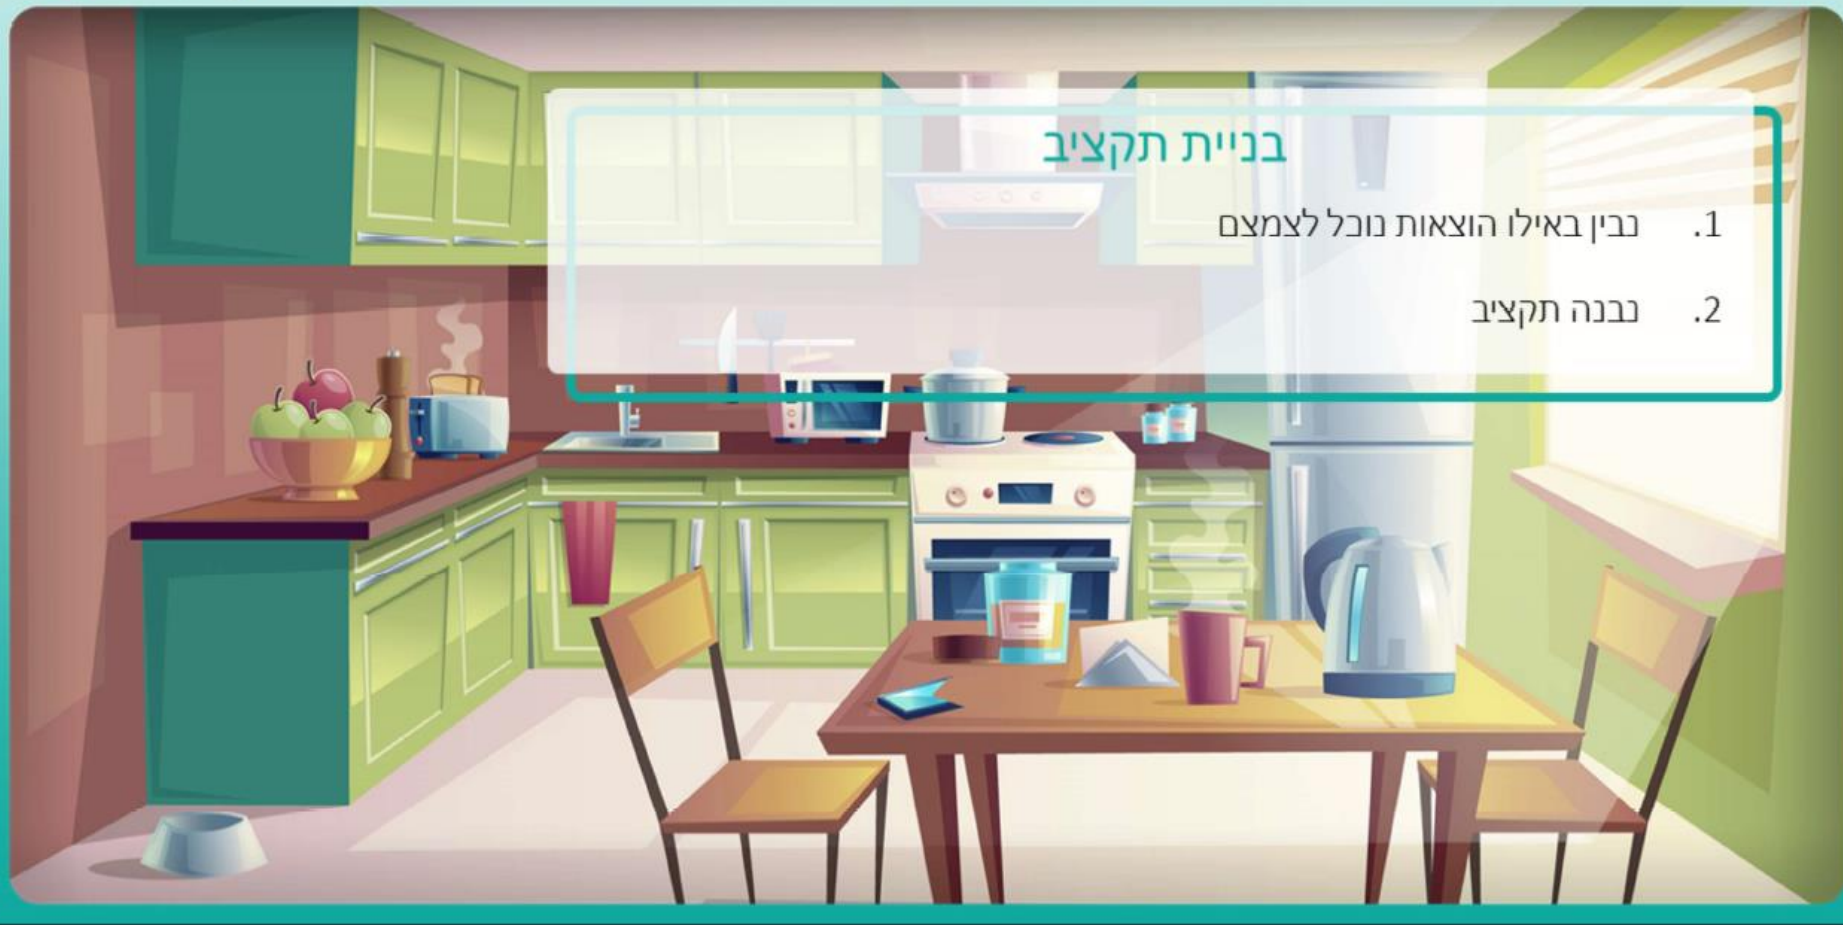 בניית תקציב
1. נבין באילו הוצאות נוכל לצמצם
2. נבנה תקציב